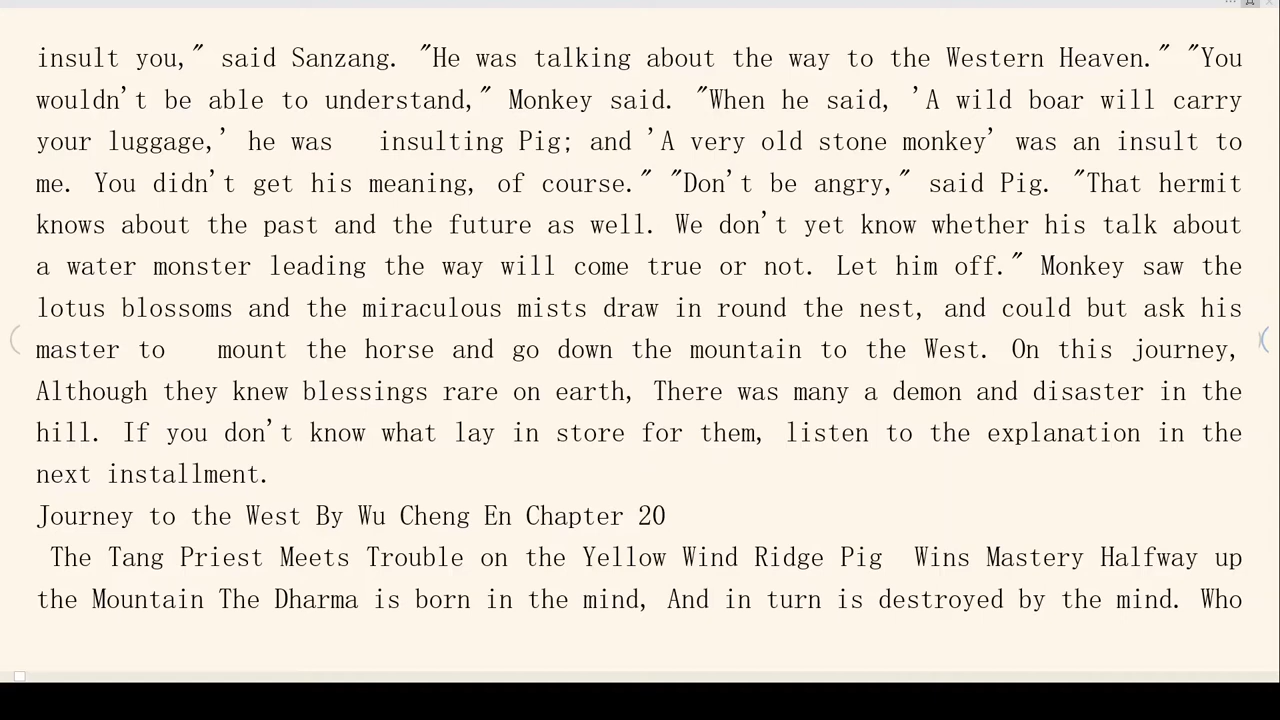 insult you," said Sanzang. "He was talking about the way to the Western Heaven." "You
wouldn't be able to understand," Monkey said. "When he said, 'A wild boar will carry
your luggage,' he was insulting Pig; and 'A very old stone monkey' was an insult to
me. You didn't get his meaning, of course." "Don't be angry," said Pig. "That hermit
knows about the past and the future as well. We don't yet know whether his talk about
a water monster leading the way will come true or not. Let him off." Monkey saw the
lotus blossoms and the miraculous mists draw in round the nest, and could but ask his
master to mount the horse and go down the mountain to the West. On this journey,
Although they knew blessings rare on earth, There was many a demon and disaster in the
hill. If you don't know what lay in store for them, listen to the explanation in the
next installment.
Journey to the West By Wu Cheng En Chapter 20
The Tang Priest Meets Trouble on the Yellow Wind Ridge Pig Wins Mastery Halfway up
the Mountain The Dharma is born in the mind, And in turn is destroyed by the mind. Who